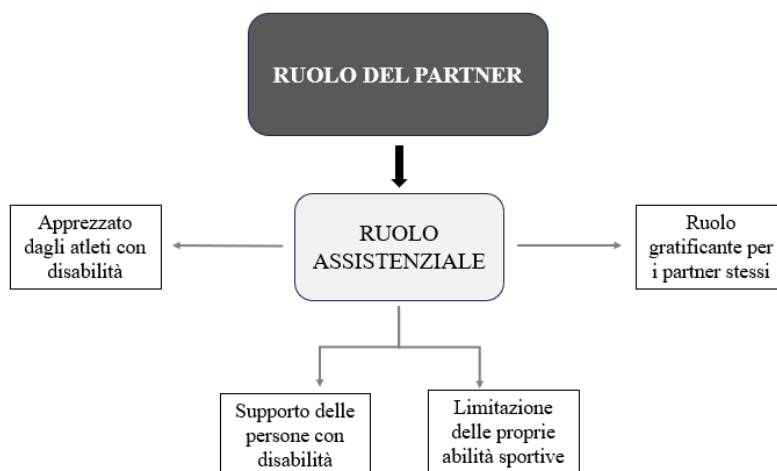 RUOLO DEL PARTNER
RUOLO
ASSISTENZIALE
Apprezzato
dagli atleti con
disabilità
Ruolo
gratificante per
i partner stessi
Supporto delle
persone con
disabilità
Limitazione
delle proprie
abilità sportive